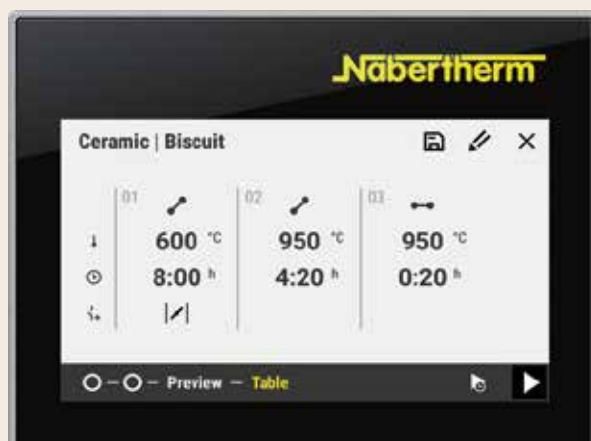 Nabertherm
Ceramic | Biscuit
01 02 03
600 °C 950 °C 950 °C
8:00 h 4:20 h 0:20 h
Preview – Table